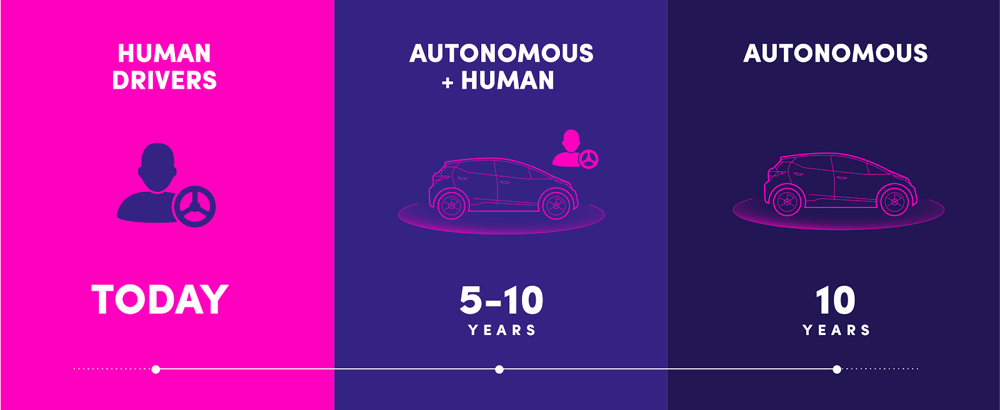 HUMAN
DRIVERS
TODAY
AUTONOMOUS
+ HUMAN
5-10
YEARS
AUTONOMOUS
10
YEARS